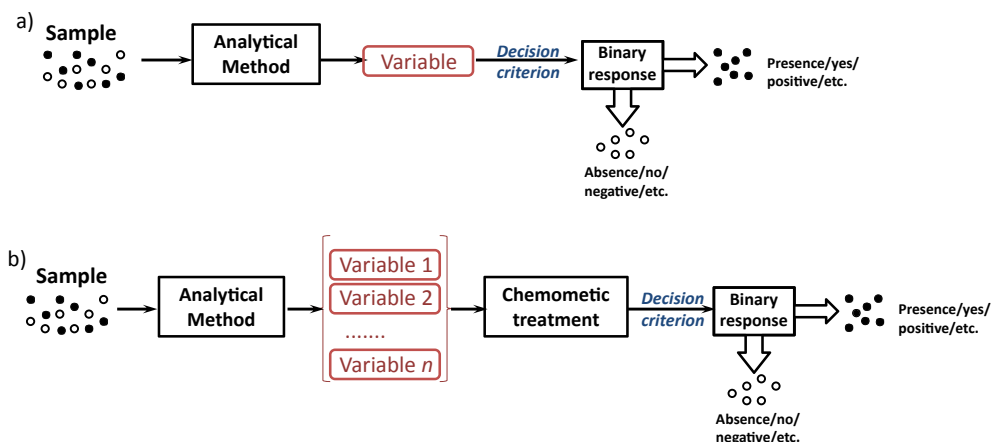 a)
Sample
Analytical
Method
Variable
Decision
criterion
Binary
response
Presence/yes/
positive/etc.
Absence/no/
negative/etc.
b)
Sample
Analytical
Method
Variable 1
Variable 2
.......
Variable n
Chemometic
treatment
Decision
criterion
Binary
response
Presence/yes/
positive/etc.
Absence/no/
negative/etc.